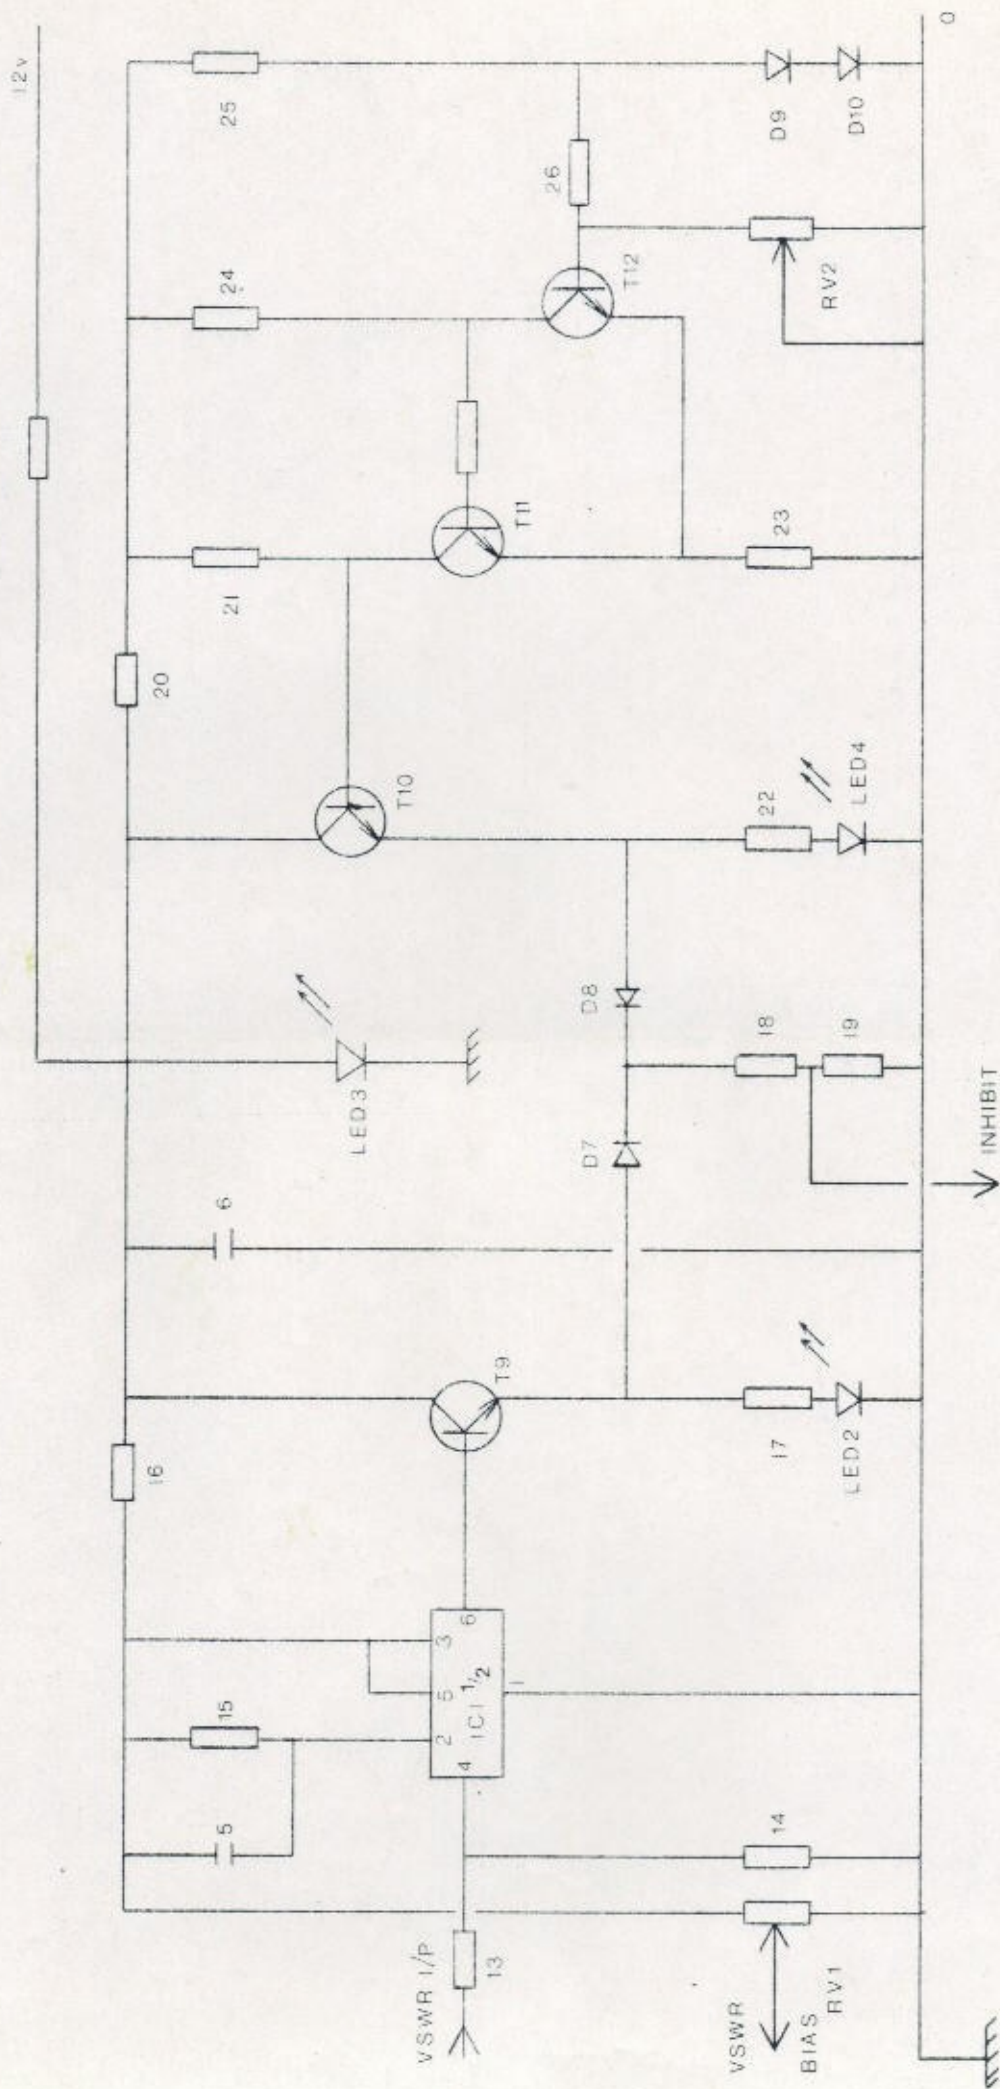 12v
25
24
21
20
26
T12
T11
T10
D9
D10
RV2
23
22
LED4
LED3
D8
D7
18
19
INHIBIT
6
T9
16
17
LED2
15
5
3
5
2
4
6
1
IC1 1/2
14
13
VSWR I/P
VSWR
BIAS
RV1
0